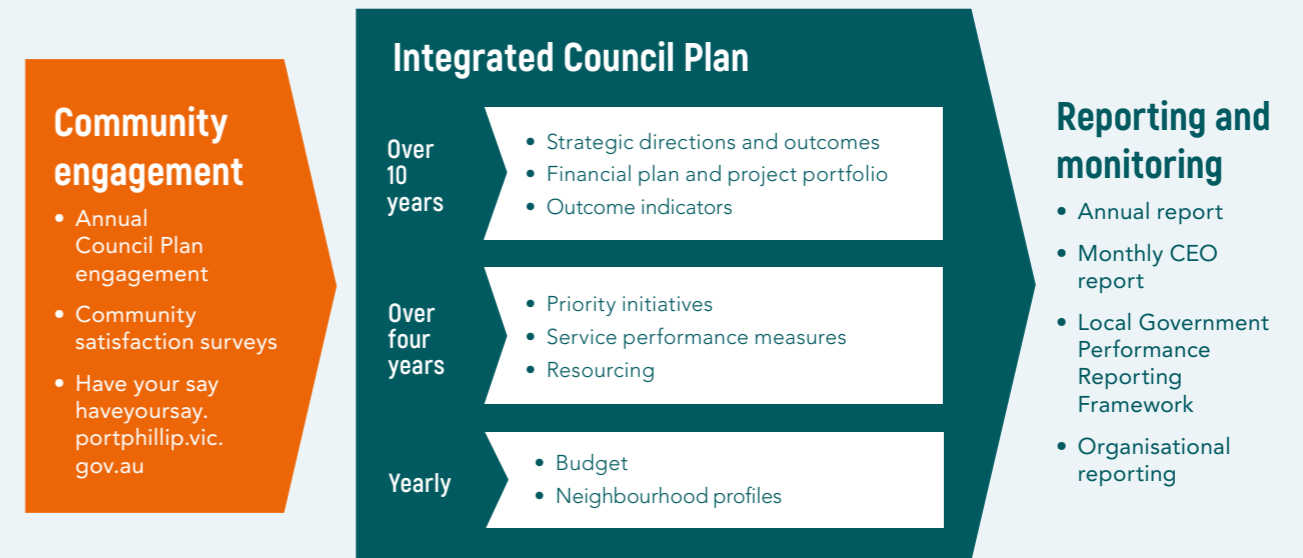 Community
engagement
• Annual
Council Plan
engagement
• Community
satisfaction surveys
• Have your say
haveyoursay.
portphillip.vic.
gov.au
Integrated Council Plan
Over
10
years
• Strategic directions and outcomes
• Financial plan and project portfolio
• Outcome indicators
Over
four
years
• Priority initiatives
• Service performance measures
• Resourcing
Yearly
• Budget
• Neighbourhood profiles
Reporting and
monitoring
• Annual report
• Monthly CEO
report
• Local Government
Performance
Reporting
Framework
• Organisational
reporting